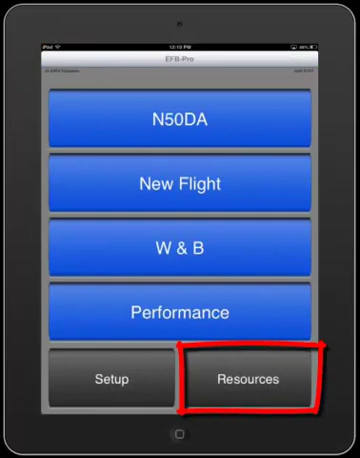 iPad
12:10 PM
EFB-Pro
N50DA
New Flight
W & B
Performance
Setup
Resources